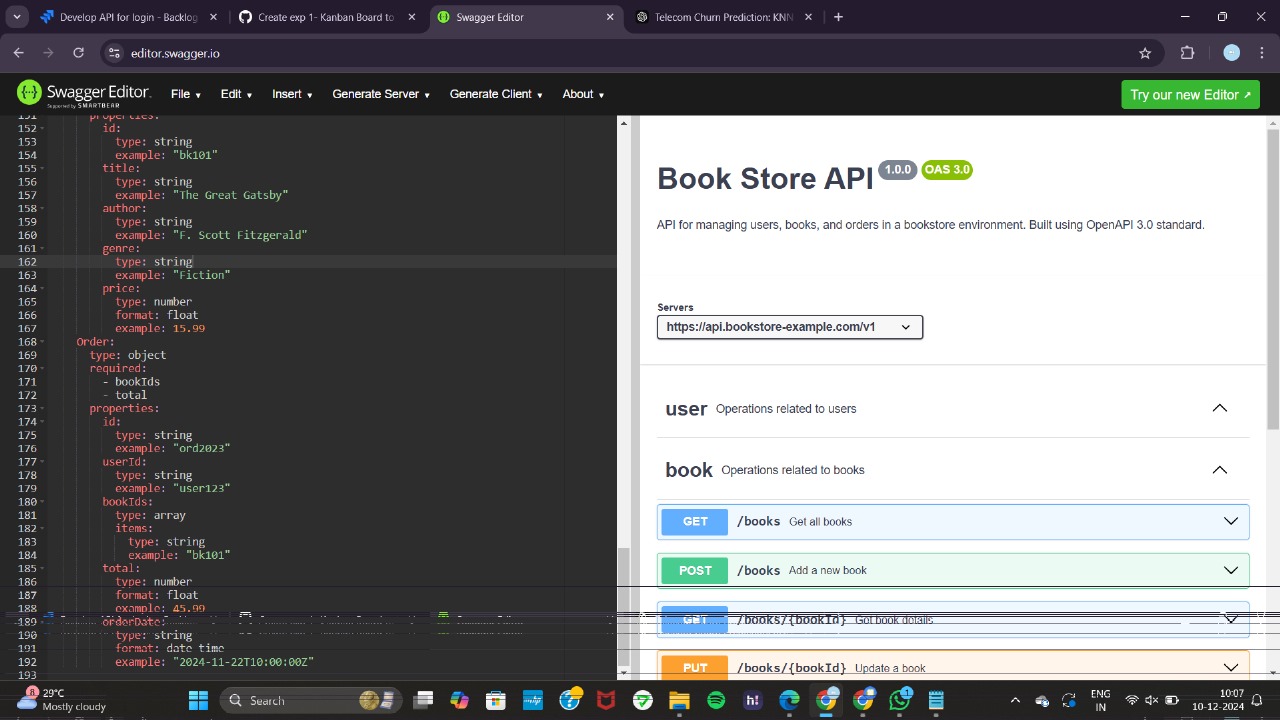 Develop API for login - Backlog
Create exp 1- Kanban Board to
Swagger Editor
Telecom Churn Prediction: KNN
editor.swagger.io
Swagger Editor.
Supported by SMARTBEAR
File
Edit
Insert
Generate Server
Generate Client
About
Try our new Editor
151 properties:
152 id:
153 type: string
154 example: "bk101"
155 title:
156 type: string
157 example: "The Great Gatsby"
158 author:
159 type: string
160 example: "F. Scott Fitzgerald"
161 genre:
162 type: string
163 example: "Fiction"
164 price:
165 type: number
166 format: float
167 example: 15.99
168 Order:
169 type: object
170 required:
171 - bookIds
172 - total
173 properties:
174 id:
175 type: string
176 example: "ord2023"
177 userId:
178 type: string
179 example: "user123"
180 bookIds:
181 type: array
182 items:
183 type: string
184 example: "bk101"
185 total:
186 type: number
187 format: float
188 example: 45.99
189 orderDate:
190 type: string
191 format: date-time
192 example: "2024-11-22T10:00:00Z"
193
Book Store API 1.0.0 OAS 3.0
API for managing users, books, and orders in a bookstore environment. Built using OpenAPI 3.0 standard.
Servers
https://api.bookstore-example.com/v1
user Operations related to users
book Operations related to books
GET /books Get all books
POST /books Add a new book
GET /books/{bookId} Get book details
PUT /books/{bookId} Update a book
8
29°C
Mostly cloudy
Search
h!
1
ENG
IN
10:07
10-12-2024